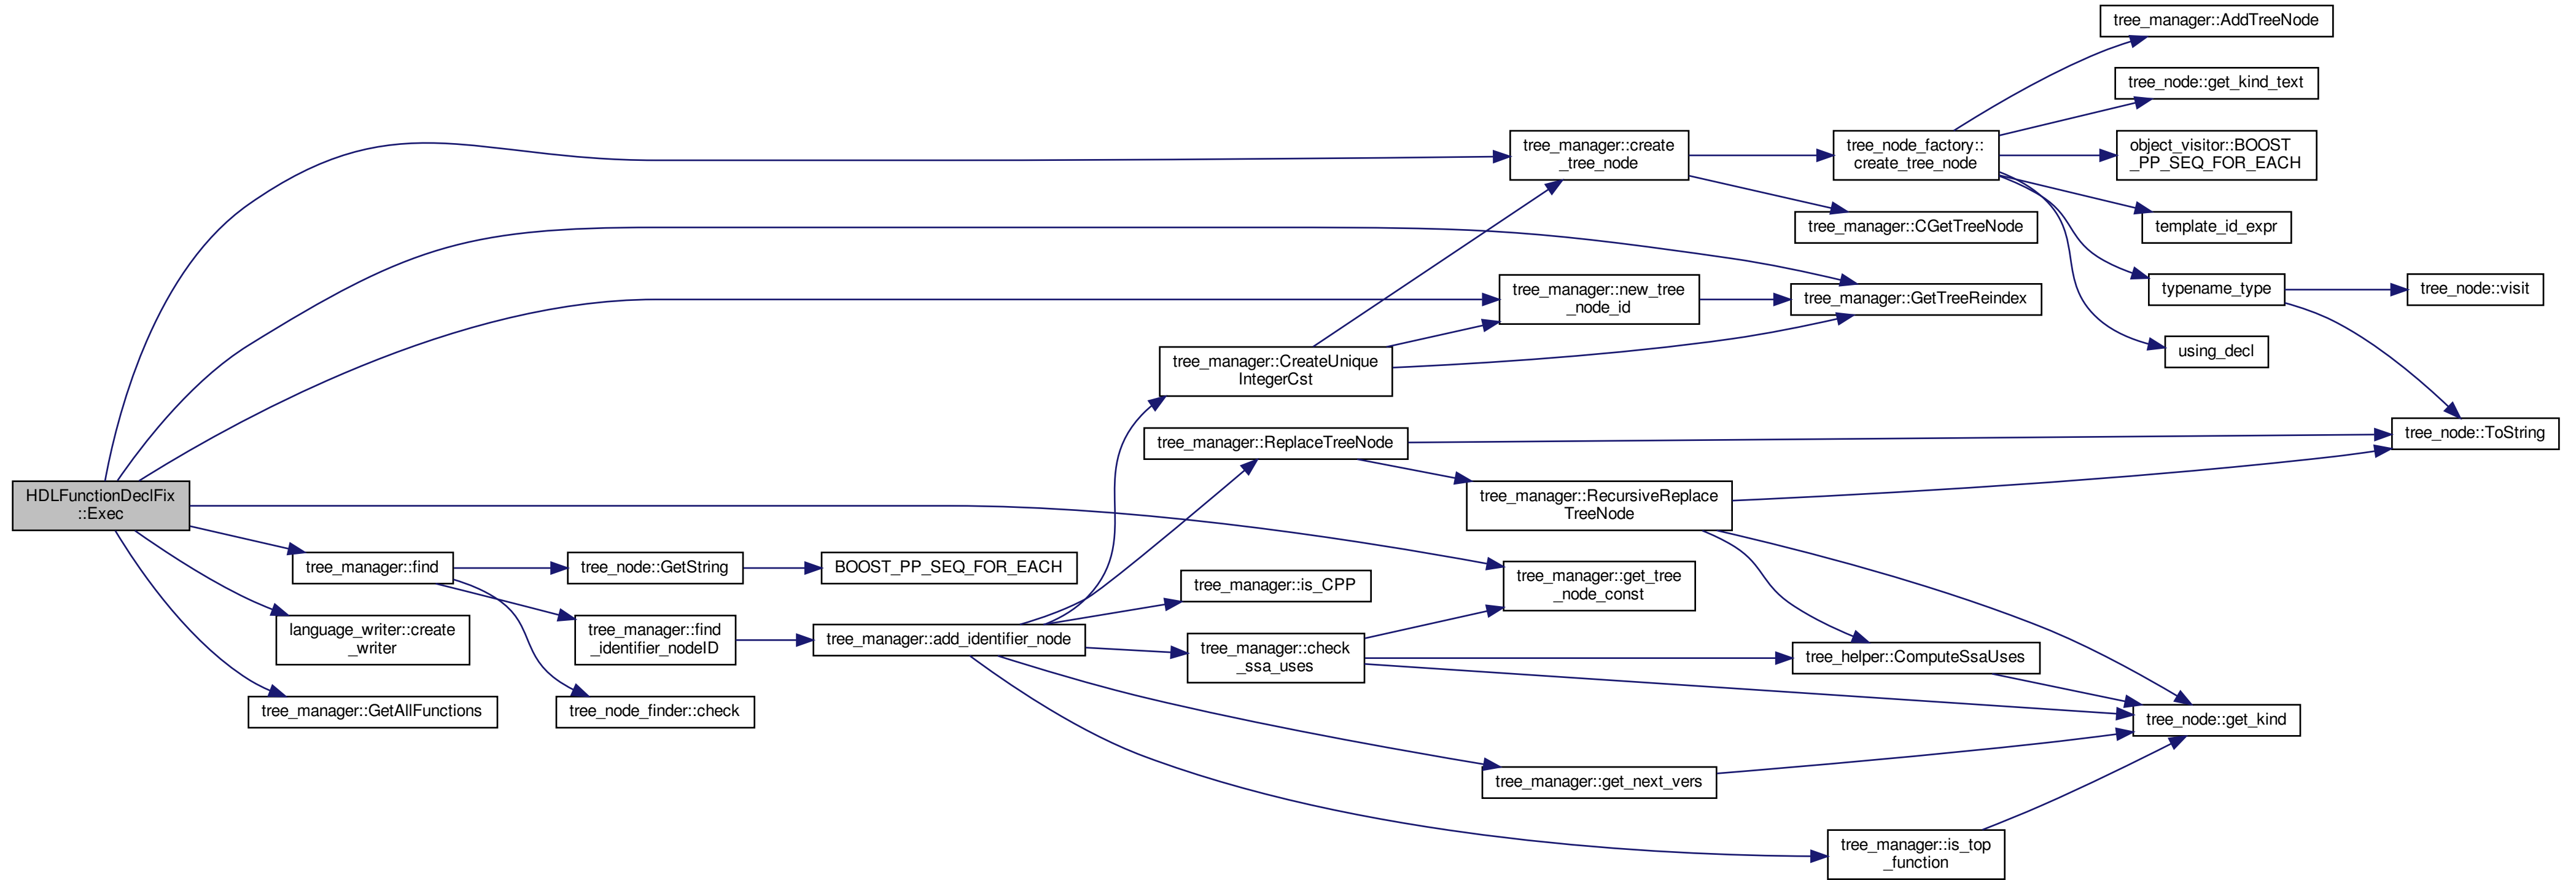 HDLFunctionDeclFix
::Exec
tree_manager::find
language_writer::create
_writer
tree_manager::GetAllFunctions
tree_node::GetString
tree_manager::find
_identifier_nodeID
tree_node_finder::check
BOOST_PP_SEQ_FOR_EACH
tree_manager::add_identifier_node
tree_manager::CreateUnique
IntegerCst
tree_manager::ReplaceTreeNode
tree_manager::is_CPP
tree_manager::check
_ssa_uses
tree_manager::create
_tree_node
tree_manager::new_tree
_node_id
tree_manager::RecursiveReplace
TreeNode
tree_manager::get_tree
_node_const
tree_manager::get_next_vers
tree_node_factory::
create_tree_node
tree_manager::CGetTreeNode
tree_manager::GetTreeReindex
tree_helper::ComputeSsaUses
tree_manager::is_top
_function
tree_manager::AddTreeNode
tree_node::get_kind_text
object_visitor::BOOST
_PP_SEQ_FOR_EACH
template_id_expr
typename_type
using_decl
tree_node::get_kind
tree_node::visit
tree_node::ToString